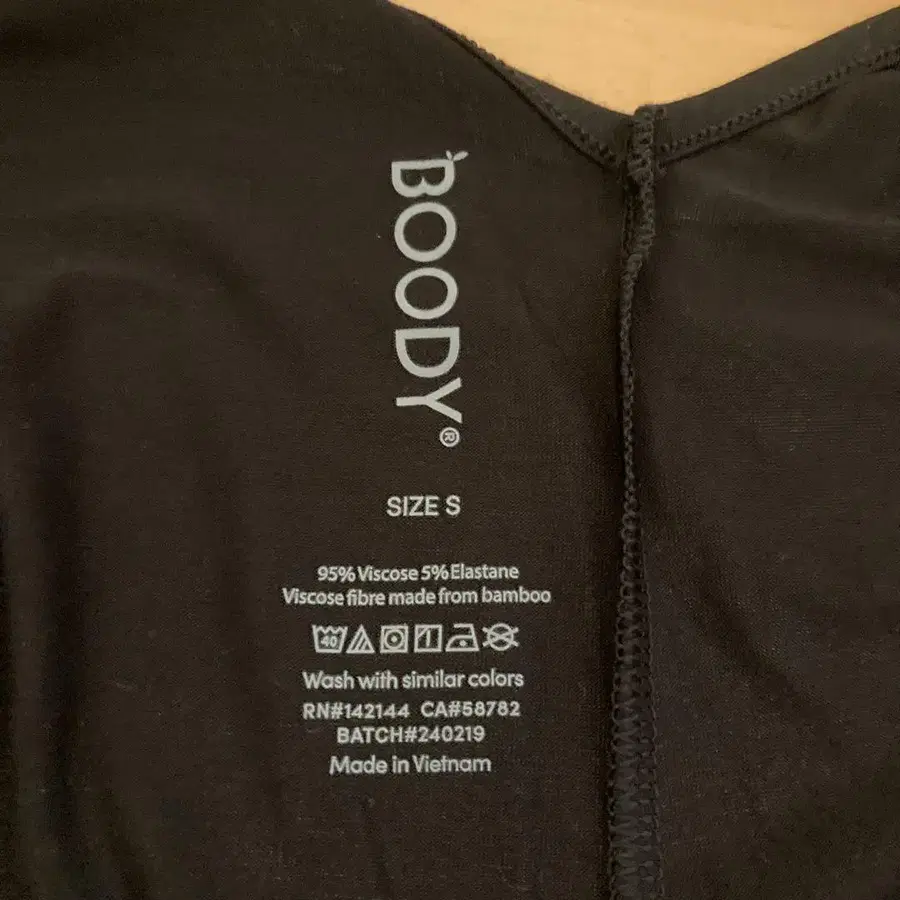 BOODY®
SIZE S
95% Viscose 5% Elastane
Viscose fibre made from bamboo
40
Wash with similar colors
RN#142144 CA#58782
BATCH#240219
Made in Vietnam